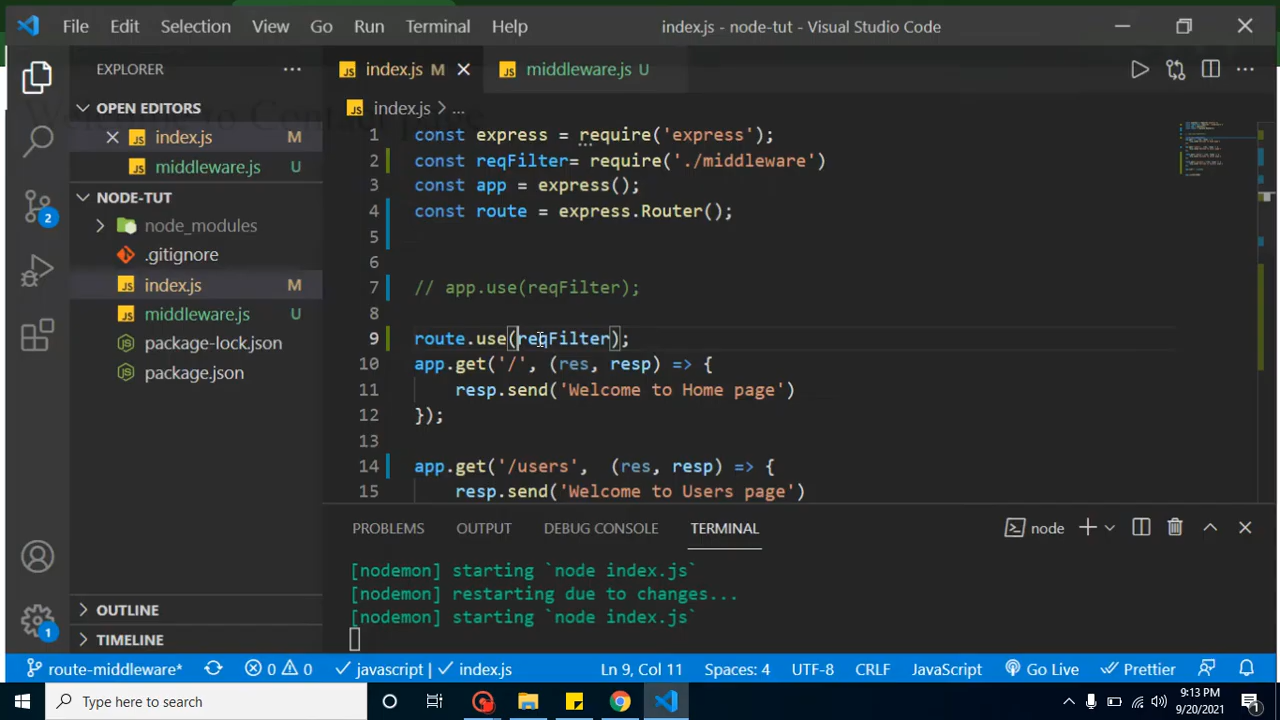 File Edit Selection View Go Run Terminal Help index.js - node-tut - Visual Studio Code
EXPLORER
index.js M
middleware.js U
OPEN EDITORS
index.js M
middleware.js U
NODE-TUT
node_modules
.gitignore
index.js M
middleware.js U
package-lock.json
package.json
OUTLINE
TIMELINE
2
1
index.js > ...
1 const express = require('express');
2 const reqFilter= require('./middleware')
3 const app = express();
4 const route = express.Router();
5
6
7 // app.use(reqFilter);
8
9 route.use(reqFilter);
10 app.get('/', (res, resp) => {
11 resp.send('Welcome to Home page')
12 });
13
14 app.get('/users', (res, resp) => {
15 resp.send('Welcome to Users page')
PROBLEMS OUTPUT DEBUG CONSOLE TERMINAL node
[nodemon] starting `node index.js`
[nodemon] restarting due to changes...
[nodemon] starting `node index.js`
route-middleware* 0 0 javascript | index.js Ln 9, Col 11 Spaces: 4 UTF-8 CRLF JavaScript Go Live Prettier
Type here to search
9:13 PM
9/20/2021
1